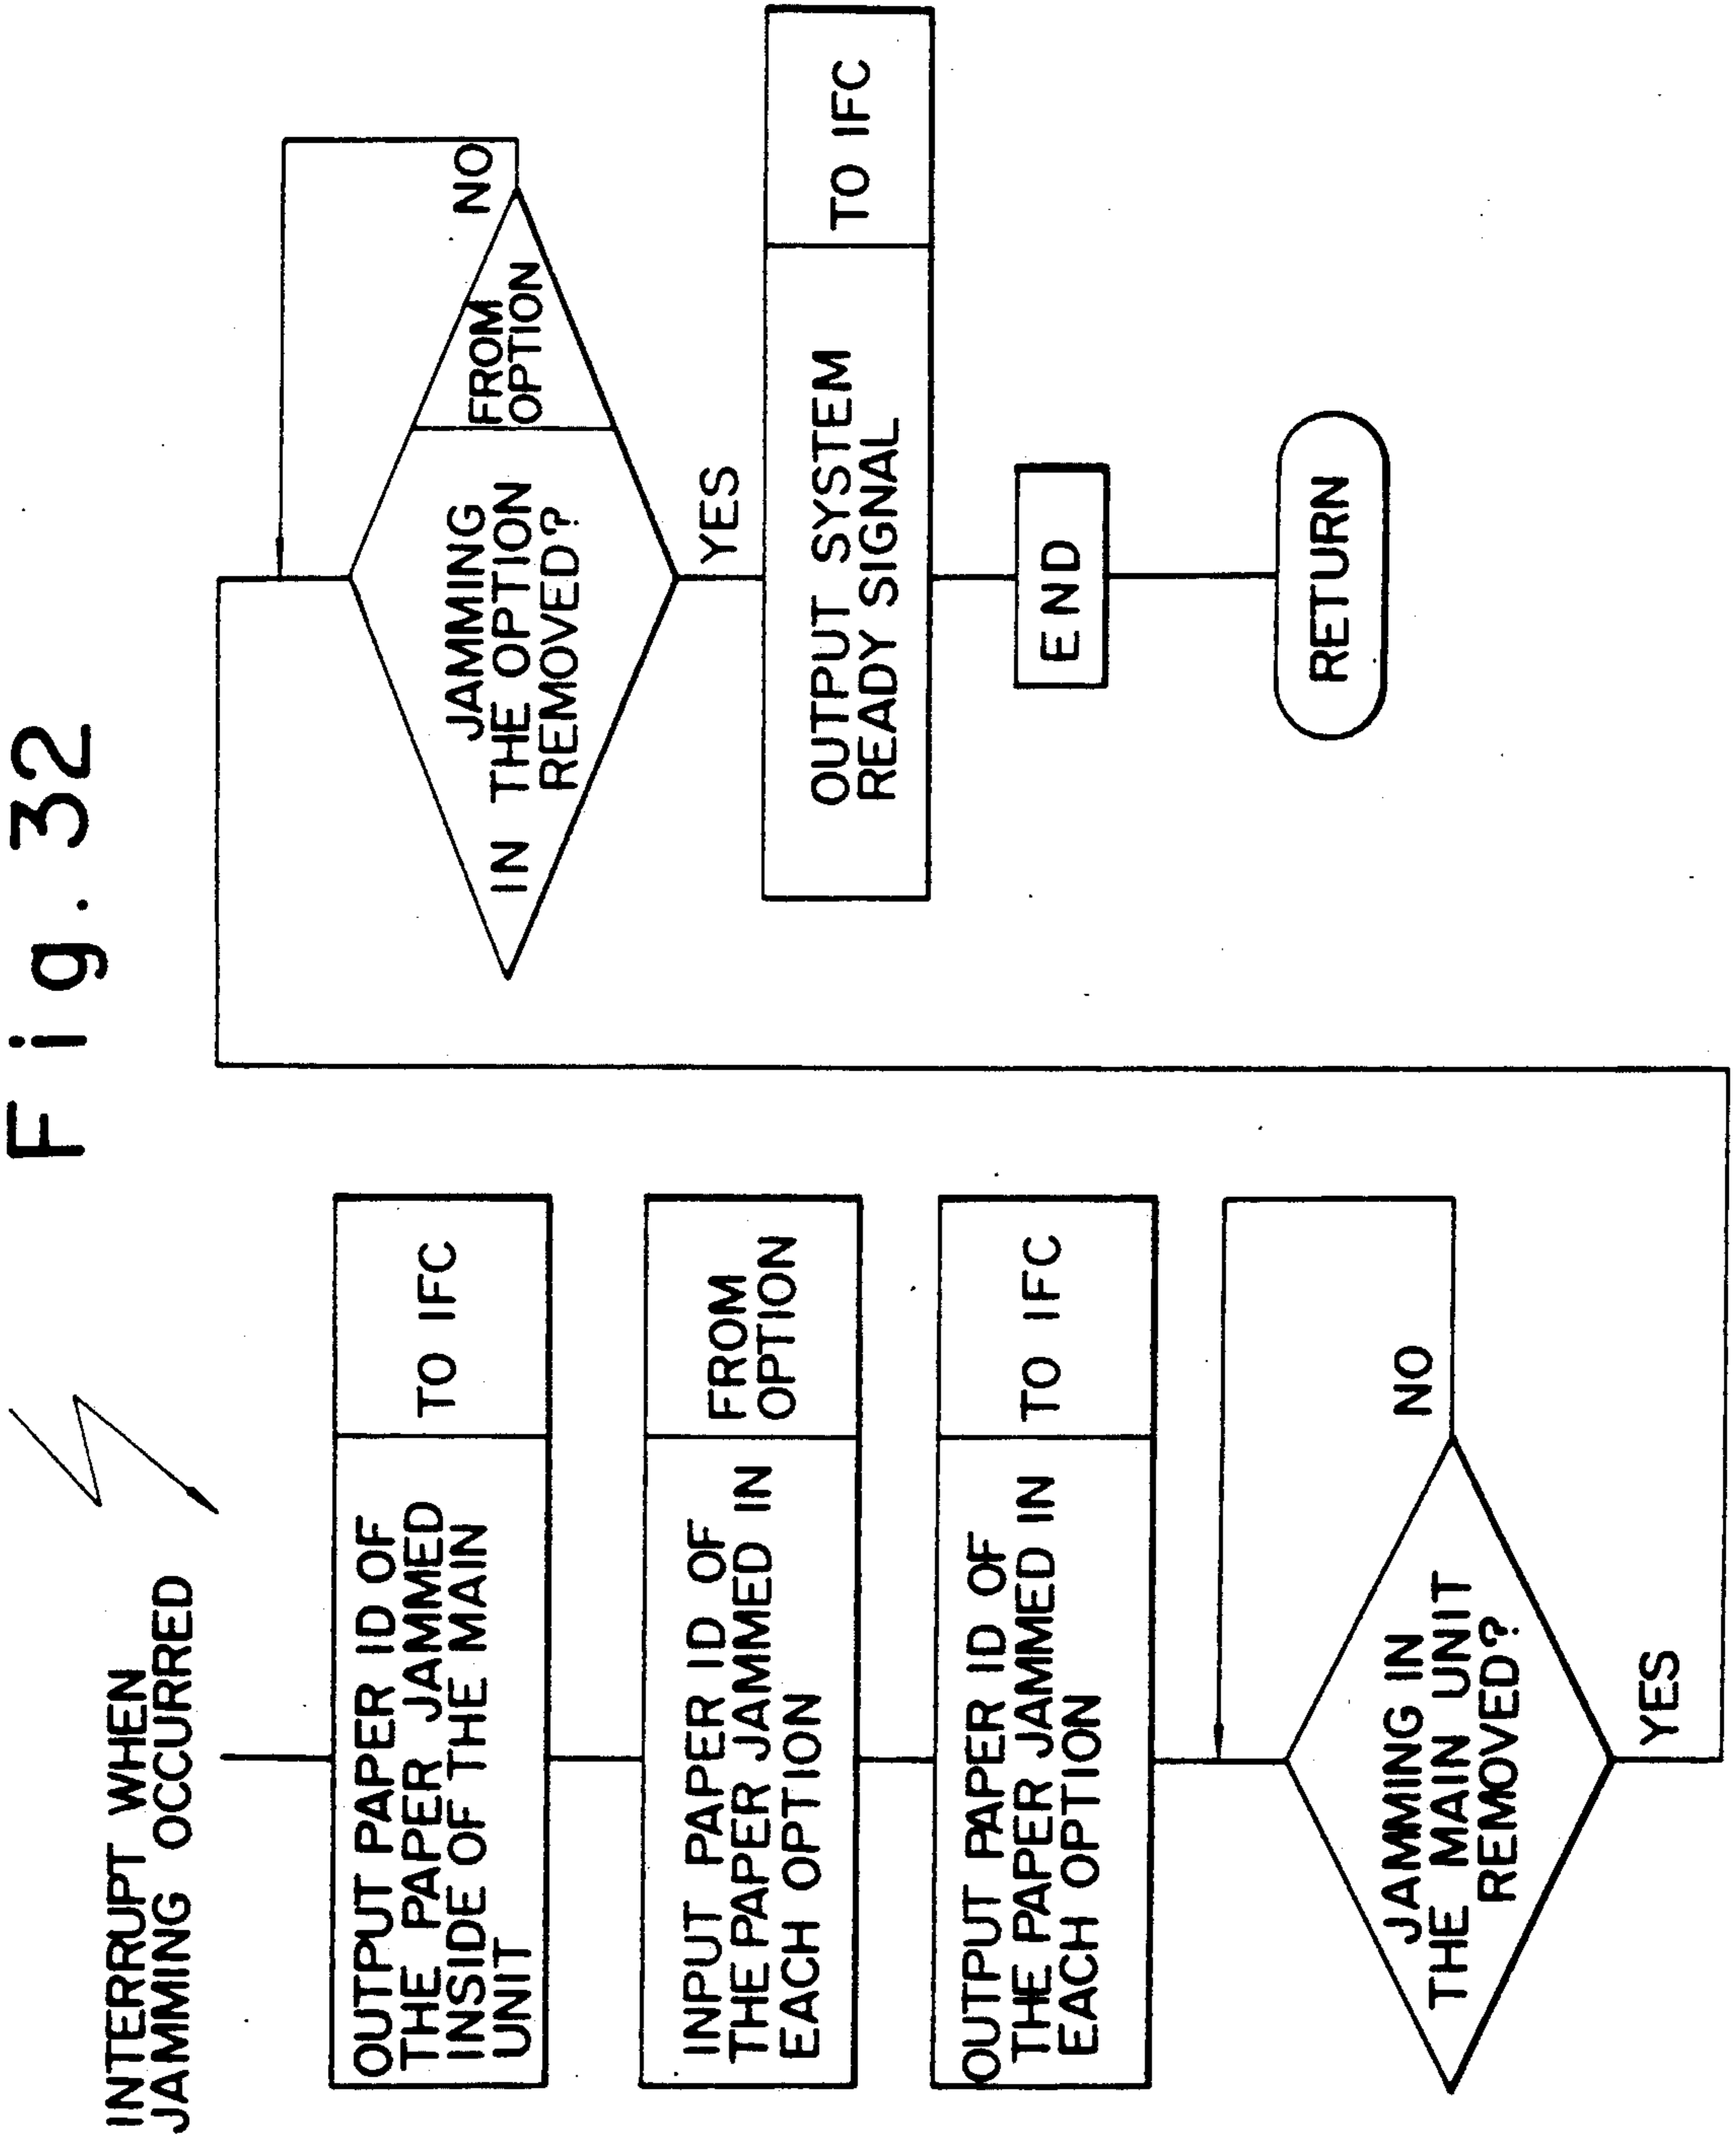 Fig. 32
INTERRUPT WHEN
JAMMING OCCURRED
OUTPUT PAPER ID OF
THE PAPER JAMMED
INSIDE OF THE MAIN
UNIT
TO IFC
INPUT PAPER ID OF
THE PAPER JAMMED IN
EACH OPTION
FROM
OPTION
OUTPUT PAPER ID OF
THE PAPER JAMMED IN
EACH OPTION
TO IFC
JAMMING IN
THE MAIN UNIT
REMOVED?
NO
YES
JAMMING
IN THE OPTION
REMOVED?
FROM
OPTION
NO
YES
OUTPUT SYSTEM
READY SIGNAL
TO IFC
END
RETURN